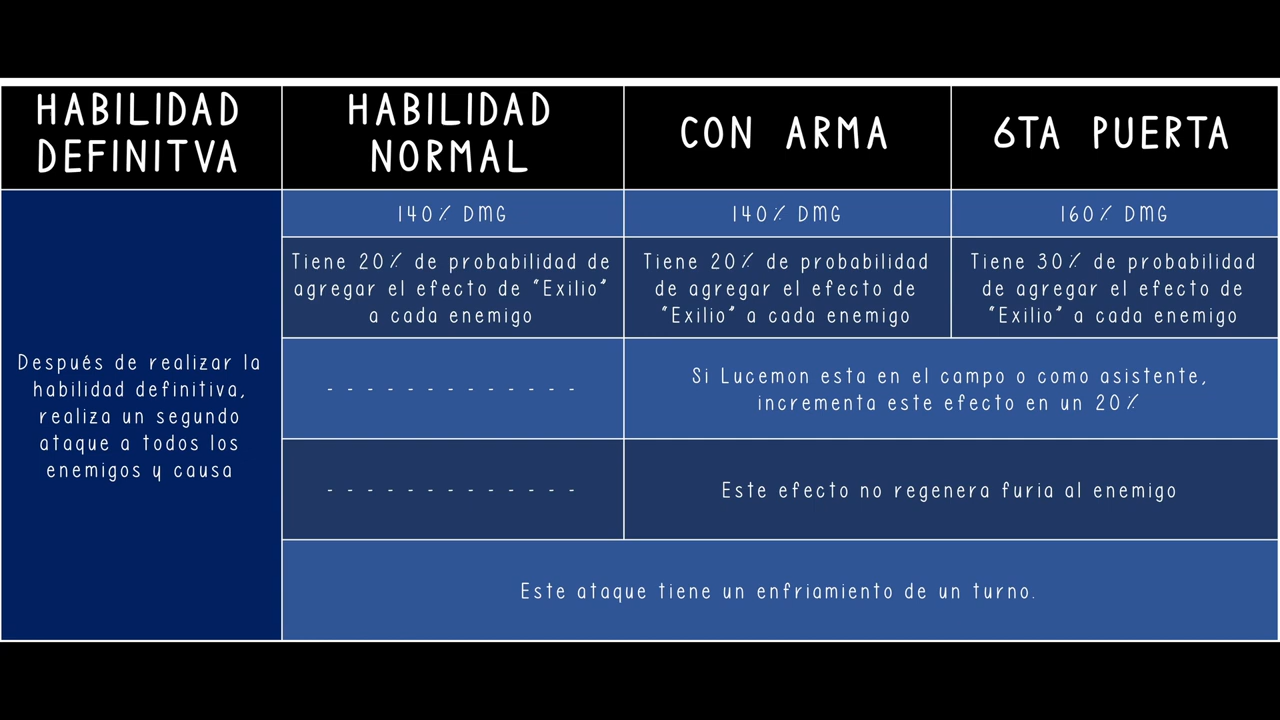 HABILIDAD
DEFINITVA
HABILIDAD
NORMAL
CON ARMA
6TA PUERTA
Después de realizar la
habilidad definitiva,
realiza un segundo
ataque a todos los
enemigos y causa
140% DMG
140% DMG
160% DMG
Tiene 20% de probabilidad de
agregar el efecto de "Exilio"
a cada enemigo
Tiene 20% de probabilidad
de agregar el efecto de
"Exilio" a cada enemigo
Tiene 30% de probabilidad
de agregar el efecto de
"Exilio" a cada enemigo
- - - - - - - - - - - - -
Si Lucemon esta en el campo o como asistente,
incrementa este efecto en un 20%
- - - - - - - - - - - - -
Este efecto no regenera furia al enemigo
Este ataque tiene un enfriamiento de un turno.